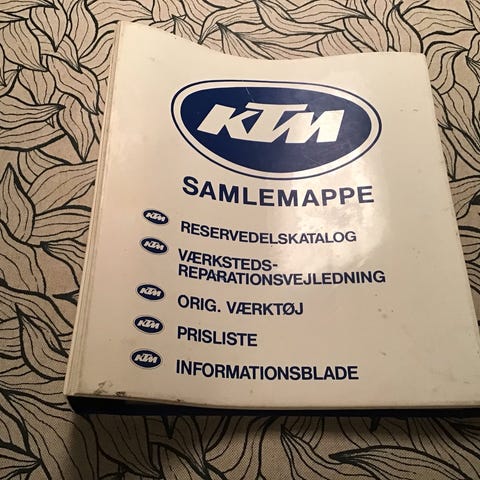 KTM
SAMLEMAPPE
KTM RESERVEDELSKATALOG
KTM VÆRKSTEDS-
REPARATIONSVEJLEDNING
KTM ORIG. VÆRKTØJ
KTM PRISLISTE
KTM INFORMATIONSBLADE